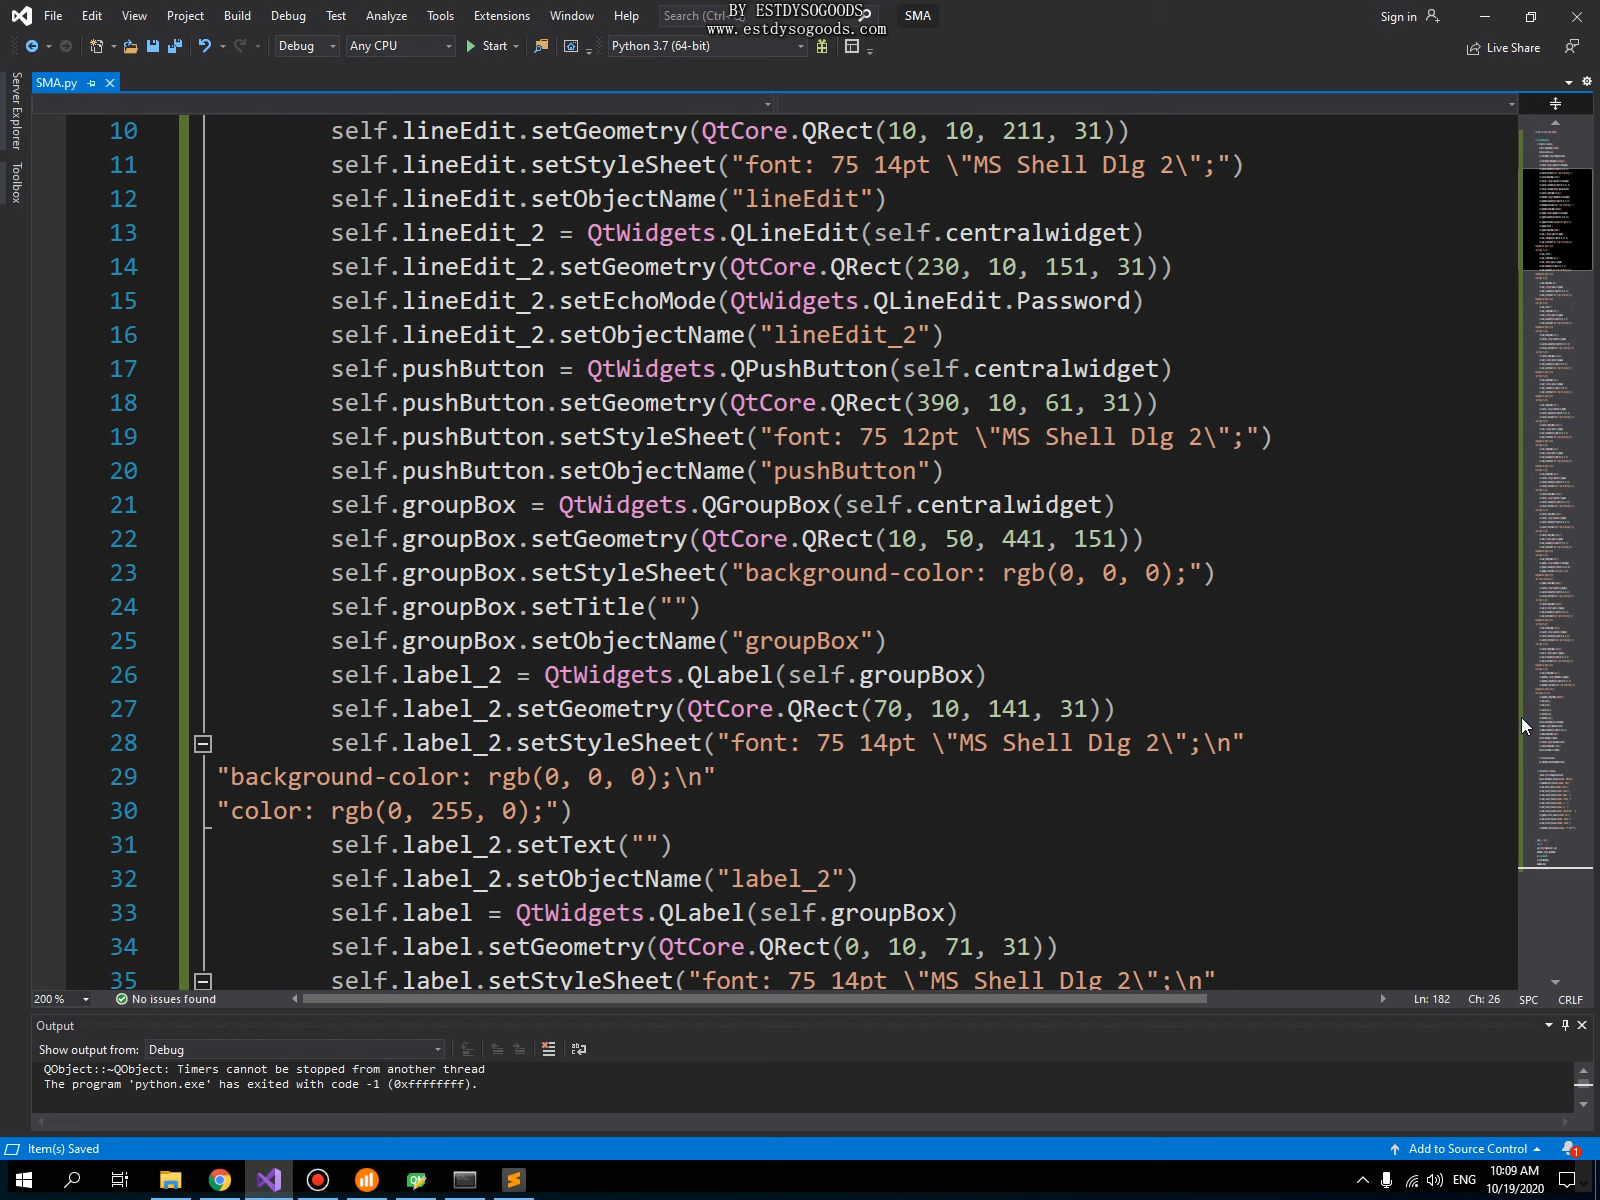 File Edit View Project Build Debug Test Analyze Tools Extensions Window Help Search (Ctrl- SMA Sign in
BY ESTDYSOGOODS
www.estdysogoods.com
Debug Any CPU Start Python 3.7 (64-bit) Live Share
SMA.py
Server Explorer
Toolbox
10 self.lineEdit.setGeometry(QtCore.QRect(10, 10, 211, 31))
11 self.lineEdit.setStyleSheet("font: 75 14pt \"MS Shell Dlg 2\";")
12 self.lineEdit.setObjectName("lineEdit")
13 self.lineEdit_2 = QtWidgets.QLineEdit(self.centralwidget)
14 self.lineEdit_2.setGeometry(QtCore.QRect(230, 10, 151, 31))
15 self.lineEdit_2.setEchoMode(QtWidgets.QLineEdit.Password)
16 self.lineEdit_2.setObjectName("lineEdit_2")
17 self.pushButton = QtWidgets.QPushButton(self.centralwidget)
18 self.pushButton.setGeometry(QtCore.QRect(390, 10, 61, 31))
19 self.pushButton.setStyleSheet("font: 75 12pt \"MS Shell Dlg 2\";")
20 self.pushButton.setObjectName("pushButton")
21 self.groupBox = QtWidgets.QGroupBox(self.centralwidget)
22 self.groupBox.setGeometry(QtCore.QRect(10, 50, 441, 151))
23 self.groupBox.setStyleSheet("background-color: rgb(0, 0, 0);")
24 self.groupBox.setTitle("")
25 self.groupBox.setObjectName("groupBox")
26 self.label_2 = QtWidgets.QLabel(self.groupBox)
27 self.label_2.setGeometry(QtCore.QRect(70, 10, 141, 31))
28 self.label_2.setStyleSheet("font: 75 14pt \"MS Shell Dlg 2\";\n"
29 "background-color: rgb(0, 0, 0);\n"
30 "color: rgb(0, 255, 0);")
31 self.label_2.setText("")
32 self.label_2.setObjectName("label_2")
33 self.label = QtWidgets.QLabel(self.groupBox)
34 self.label.setGeometry(QtCore.QRect(0, 10, 71, 31))
35 self.label.setStyleSheet("font: 75 14pt \"MS Shell Dlg 2\";\n"
200 % No issues found Ln: 182 Ch: 26 SPC CRLF
Output
Show output from: Debug
QObject::~QObject: Timers cannot be stopped from another thread
The program 'python.exe' has exited with code -1 (0xffffffff).
Item(s) Saved Add to Source Control 1
ENG 10:09 AM
10/19/2020